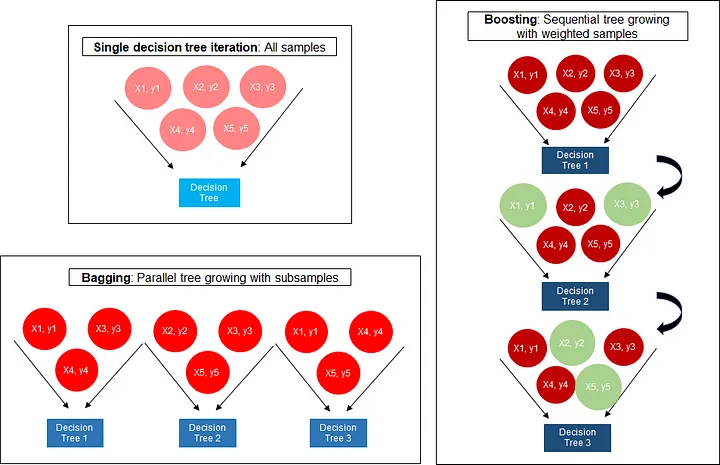 Single decision tree iteration: All samples
X1, y1
X2, y2
X3, y3
X4, y4
X5, y5
Decision
Tree
Bagging: Parallel tree growing with subsamples
X1, y1
X3, y3
X4, y4
Decision
Tree 1
X2, y2
X3, y3
X5, y5
Decision
Tree 2
X1, y1
X4, y4
X5, y5
Decision
Tree 3
Boosting: Sequential tree growing
with weighted samples
X1, y1
X2, y2
X3, y3
X4, y4
X5, y5
Decision
Tree 1
X1, y1
X2, y2
X3, y3
X4, y4
X5, y5
Decision
Tree 2
X1, y1
X2, y2
X3, y3
X4, y4
X5, y5
Decision
Tree 3